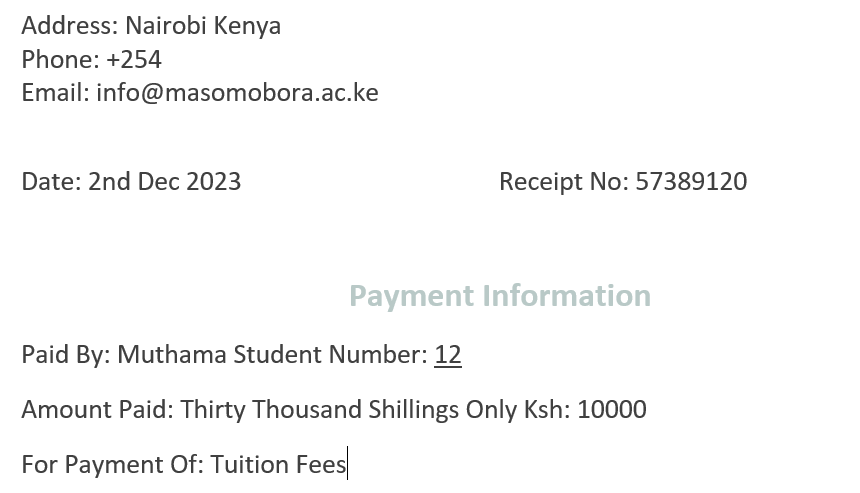 Address: Nairobi Kenya
Phone: +254
Email: info@masomobora.ac.ke
Date: 2nd Dec 2023 Receipt No: 57389120
Payment Information
Paid By: Muthama Student Number: 12
Amount Paid: Thirty Thousand Shillings Only Ksh: 10000
For Payment Of: Tuition Fees